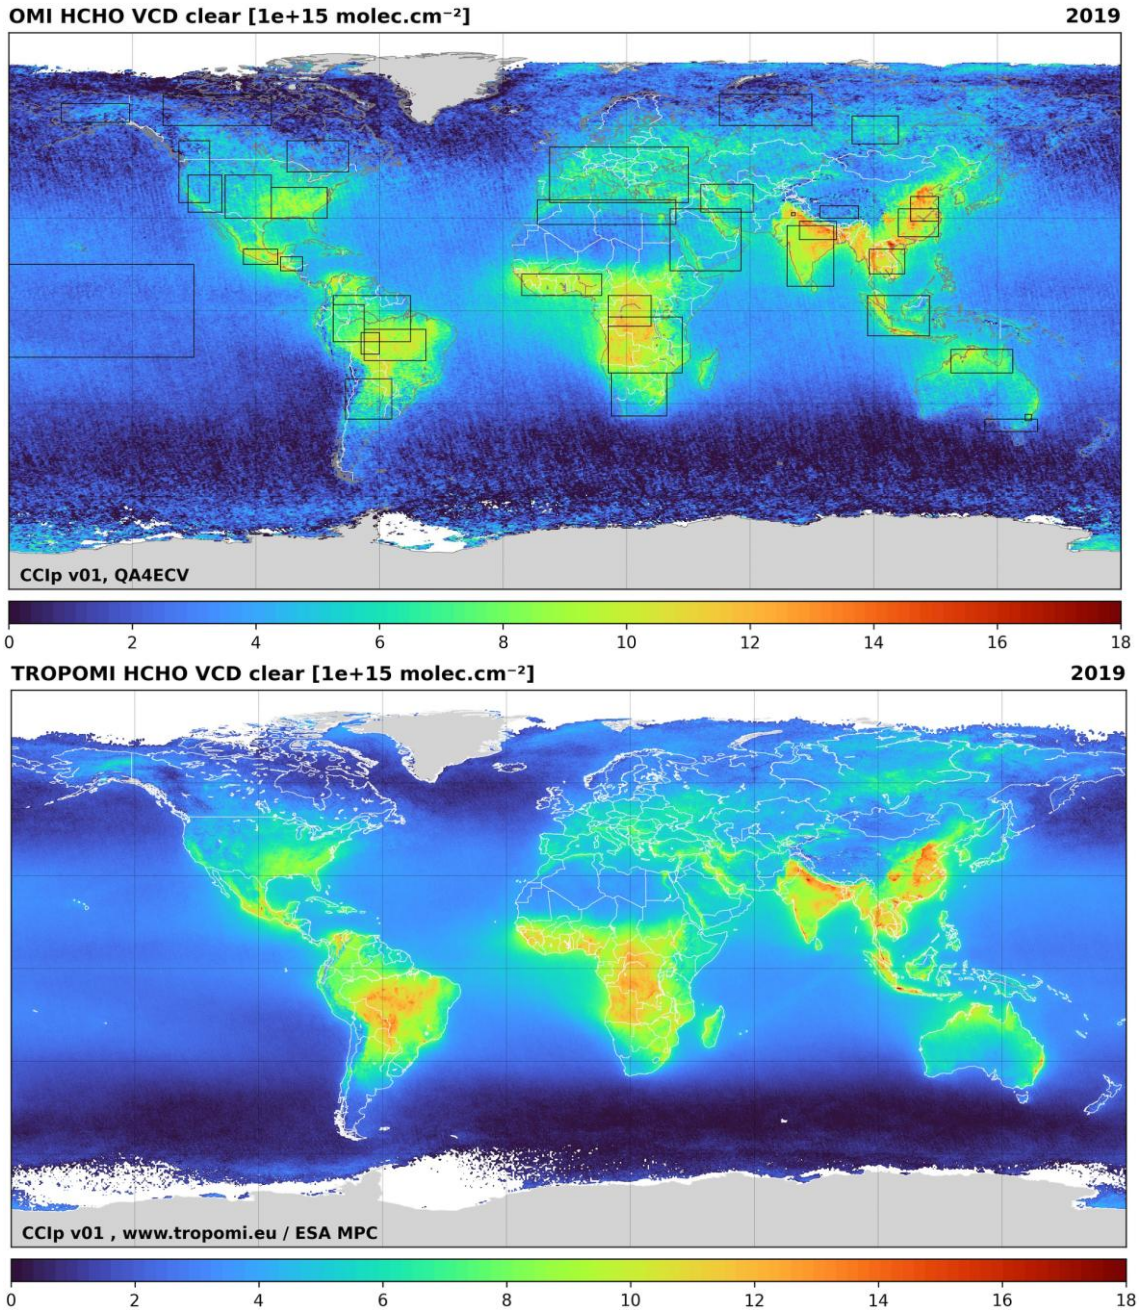 OMI HCHO VCD clear [1e+15 molec.cm⁻²] 2019
CCIp v01, QA4ECV
0 2 4 6 8 10 12 14 16 18
TROPOMI HCHO VCD clear [1e+15 molec.cm⁻²] 2019
CCIp v01 , www.tropomi.eu / ESA MPC
0 2 4 6 8 10 12 14 16 18